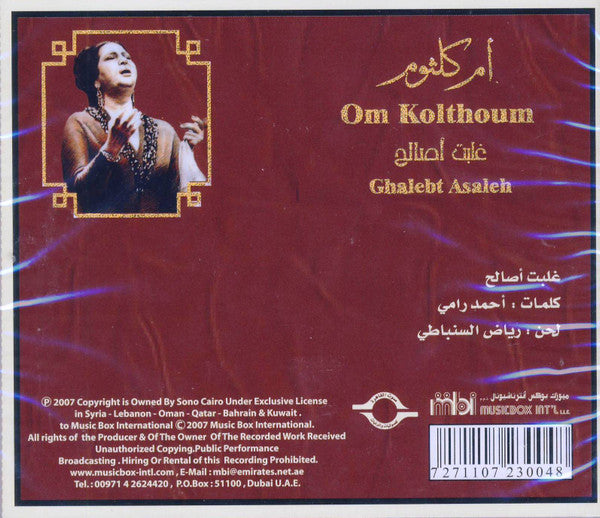 أم كلثوم
Om Kolthoum
غلبت أصالح
Ghalebt Asaleh
غلبت أصالح
كلمات : أحمد رامي
لحن : رياض السنباطي
℗ 2007 Copyright is Owned By Sono Cairo Under Exclusive License
in Syria - Lebanon - Oman - Qatar - Bahrain & Kuwait .
to Music Box International ©2007 Music Box International.
All rights of the Producer & Of The Owner Of The Recorded Work Received
Unauthorized Copying.Public Performance
Broadcasting . Hiring Or Rental of this Recording Prohibited.
www.musicbox-intl.com , E-Mail : mbi@emirates.net.ae
Tel. : 00971 4 2624420 , P.O.Box : 51100 , Dubai U.A.E.
mbi
ميوزك بوكس أنترناشيونال
MUSICBOX INT'L L.L.C.
7271107230048